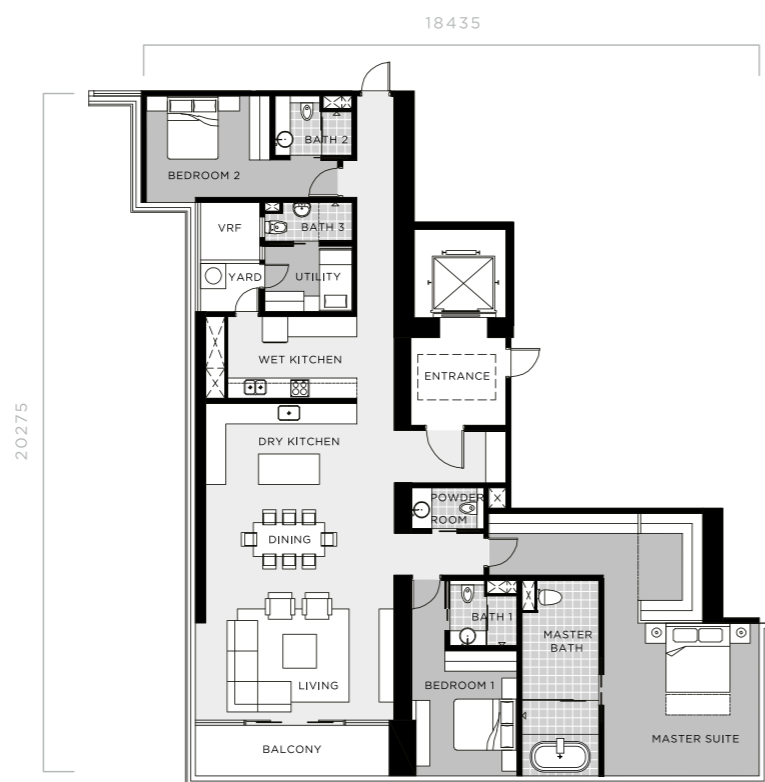 18435
20275
BATH 2
BEDROOM 2
VRF
BATH 3
YARD
UTILITY
WET KITCHEN
ENTRANCE
DRY KITCHEN
POWDER
ROOM
DINING
BATH 1
MASTER
BATH
LIVING
BEDROOM 1
MASTER SUITE
BALCONY